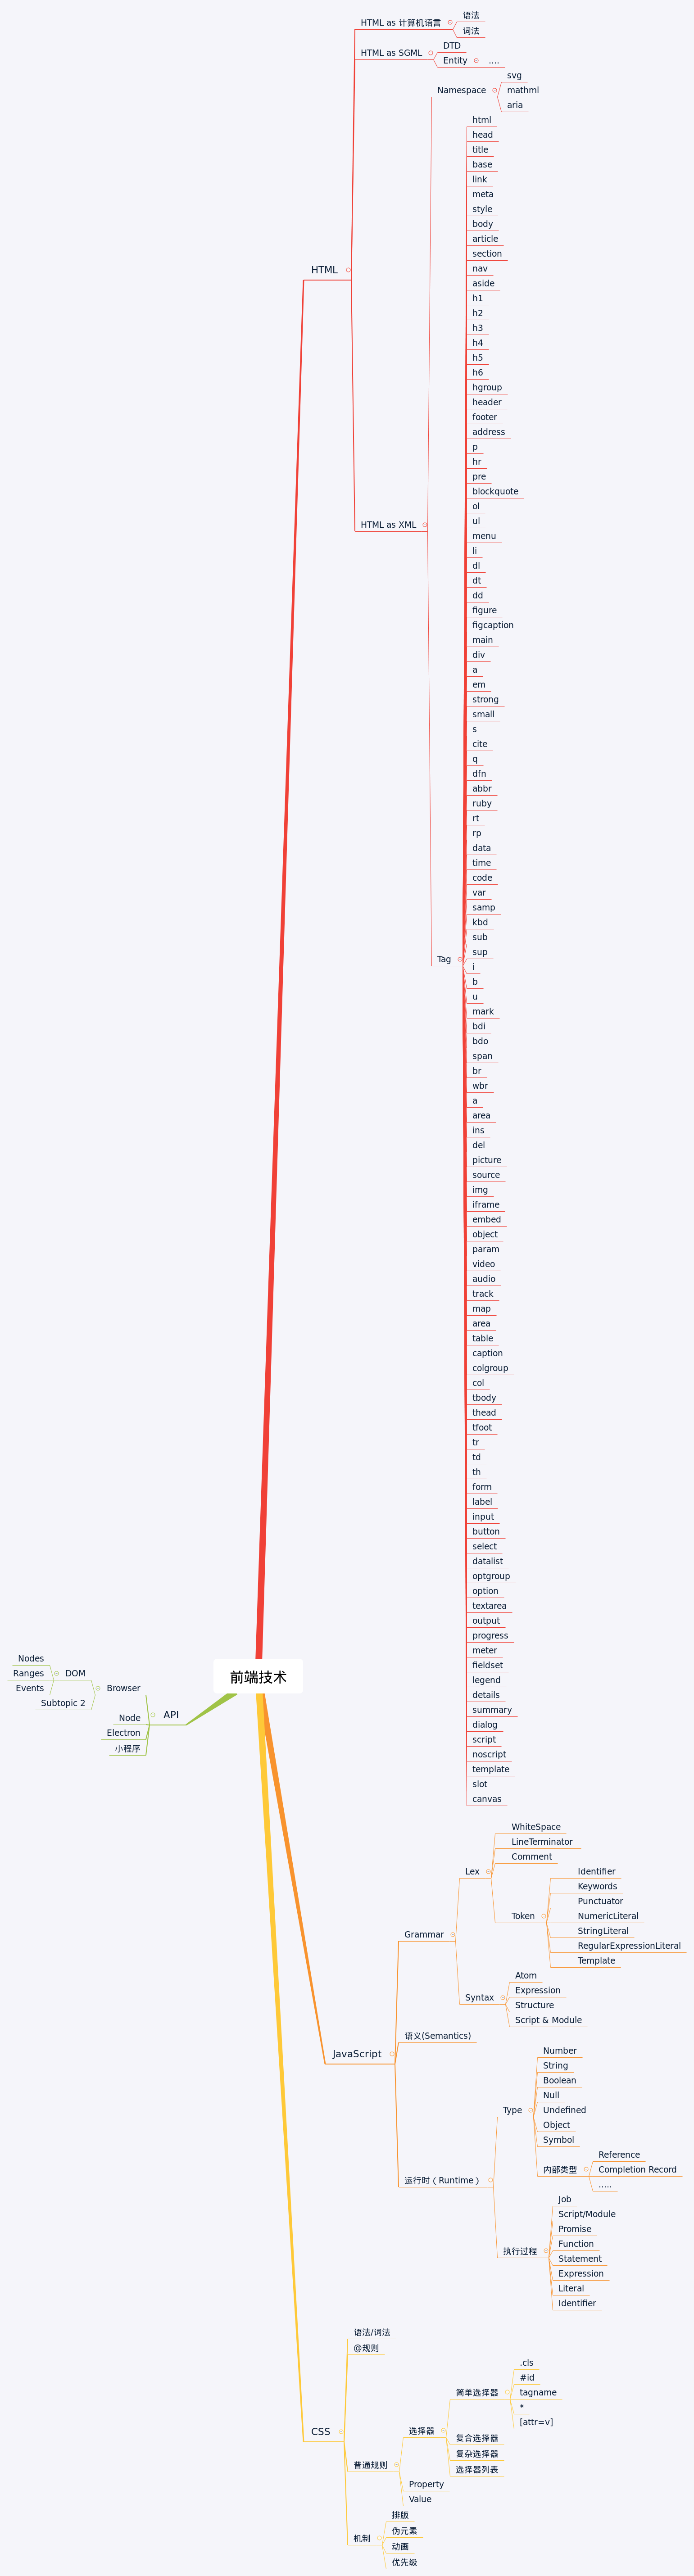 HTML as 计算机语言
语法
词法
HTML as SGML
DTD
Entity
....
Namespace
svg
mathml
aria
html
head
title
base
link
meta
style
body
article
section
nav
aside
HTML
h1
h2
h3
h4
h5
h6
hgroup
header
footer
address
p
hr
pre
blockquote
ol
HTML as XML
ul
menu
li
dl
dt
dd
figure
figcaption
main
div
a
em
strong
small
s
cite
q
dfn
abbr
ruby
rt
rp
data
time
code
var
samp
kbd
sub
sup
Tag
i
b
u
mark
bdi
bdo
span
br
wbr
a
area
ins
del
picture
source
img
iframe
embed
object
param
video
audio
track
map
area
table
caption
colgroup
col
tbody
thead
tfoot
tr
td
th
form
label
input
button
select
datalist
optgroup
option
textarea
output
progress
meter
fieldset
legend
details
summary
dialog
script
noscript
template
slot
canvas
前端技术
Nodes
Ranges
Events
DOM
Subtopic 2
Browser
Node
Electron
小程序
API
JavaScript
Grammar
Lex
WhiteSpace
LineTerminator
Comment
Token
Identifier
Keywords
Punctuator
NumericLiteral
StringLiteral
RegularExpressionLiteral
Template
Syntax
Atom
Expression
Structure
Script & Module
语义(Semantics)
运行时（Runtime）
Type
Number
String
Boolean
Null
Undefined
Object
Symbol
内部类型
Reference
Completion Record
.....
执行过程
Job
Script/Module
Promise
Function
Statement
Expression
Literal
Identifier
CSS
语法/词法
@规则
普通规则
选择器
简单选择器
.cls
#id
tagname
*
[attr=v]
复合选择器
复杂选择器
选择器列表
Property
Value
机制
排版
伪元素
动画
优先级